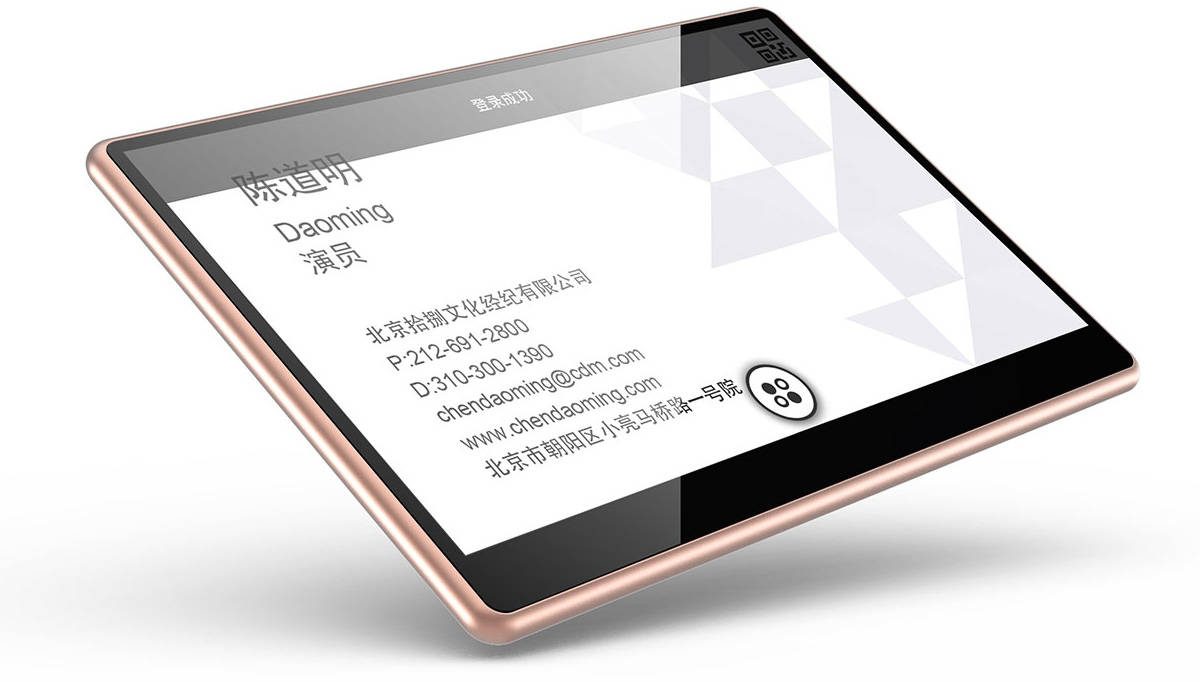 登录成功
陈道明
Daoming
演员
北京拾捌文化经纪有限公司
P:212-691-2800
D:310-300-1390
chendaoming@cdm.com
www.chendaoming.com
北京市朝阳区小亮马桥路一号院